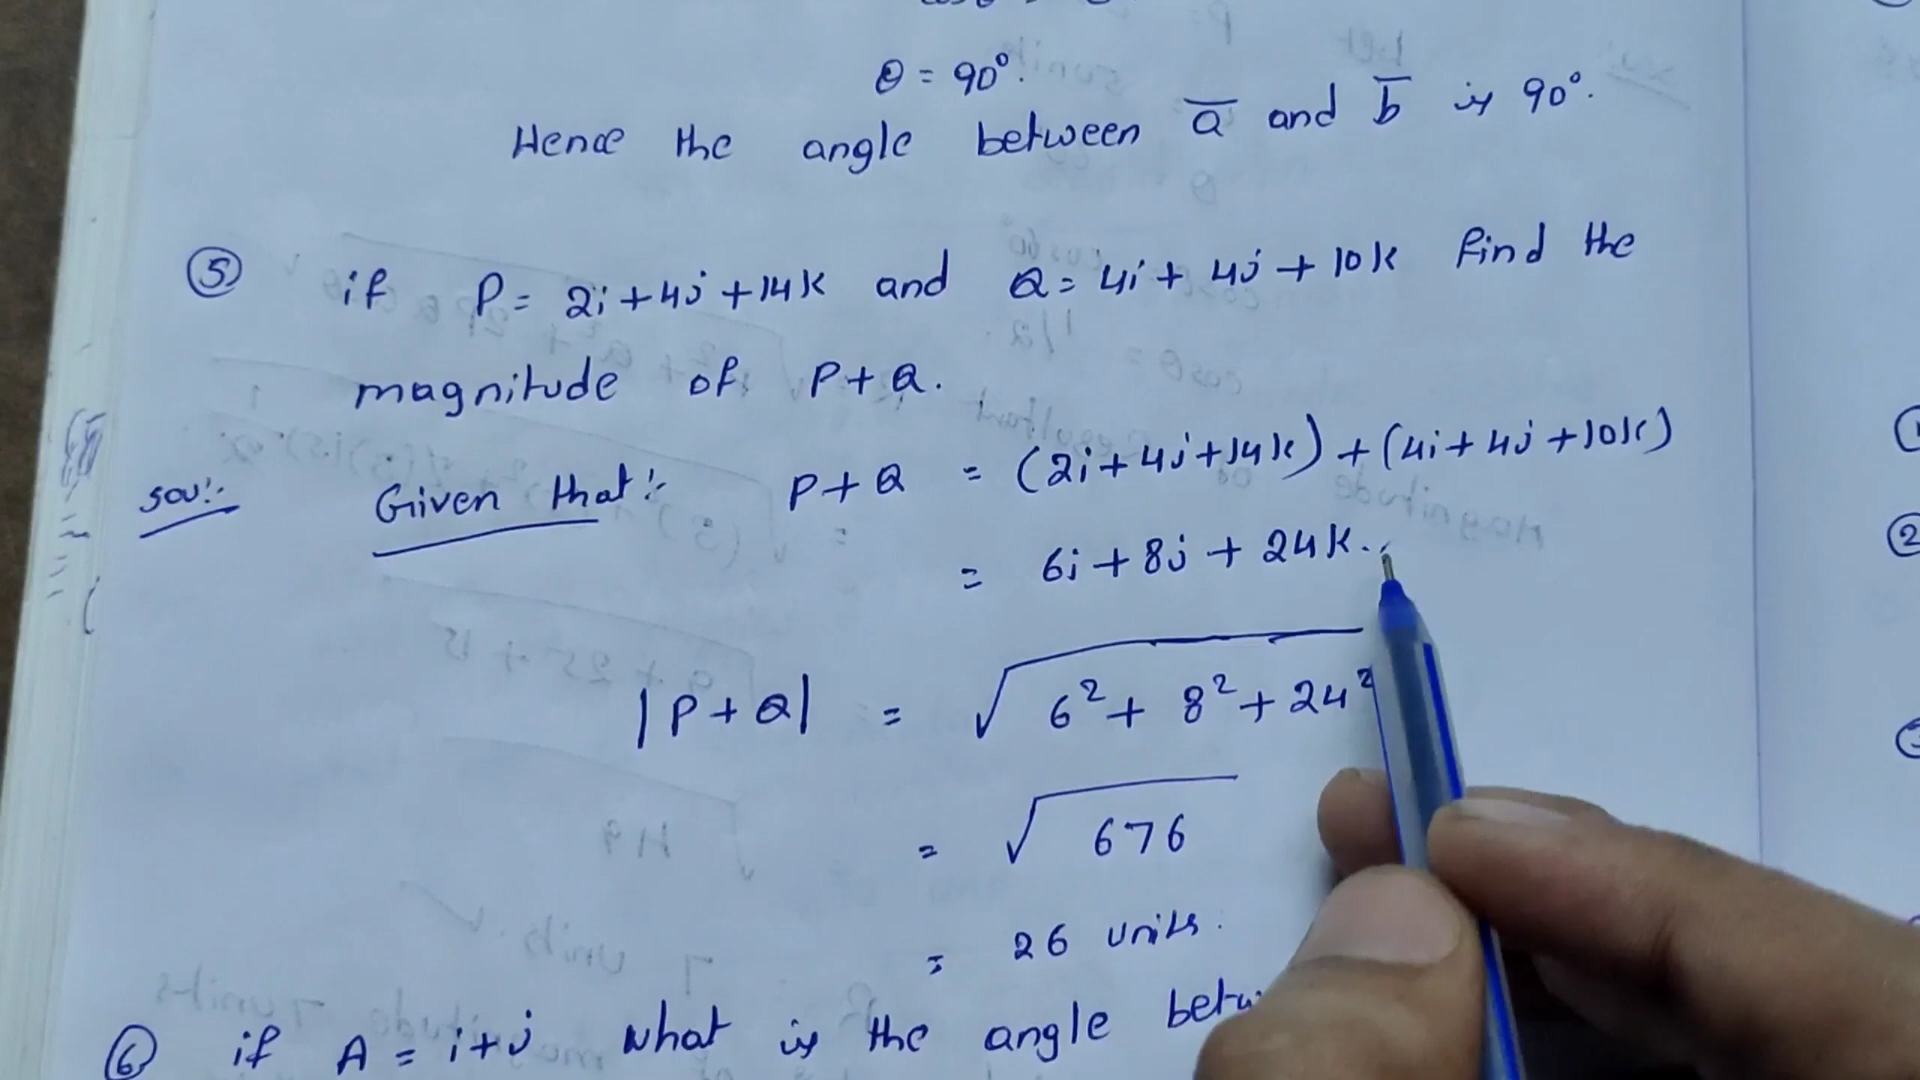 θ = 90°.
Hence the angle between a̅ and b̅ is 90°.
⑤ if P = 2i + 4j + 14k and Q = 4i + 4j + 10k find the
magnitude of P + Q.
Sol:- Given that:- P + Q = (2i + 4j + 14k) + (4i + 4j + 10k)
= 6i + 8j + 24k.
|P + Q| = √6² + 8² + 24²
= √676
= 26 units.
⑥ if A = i + j what is the angle